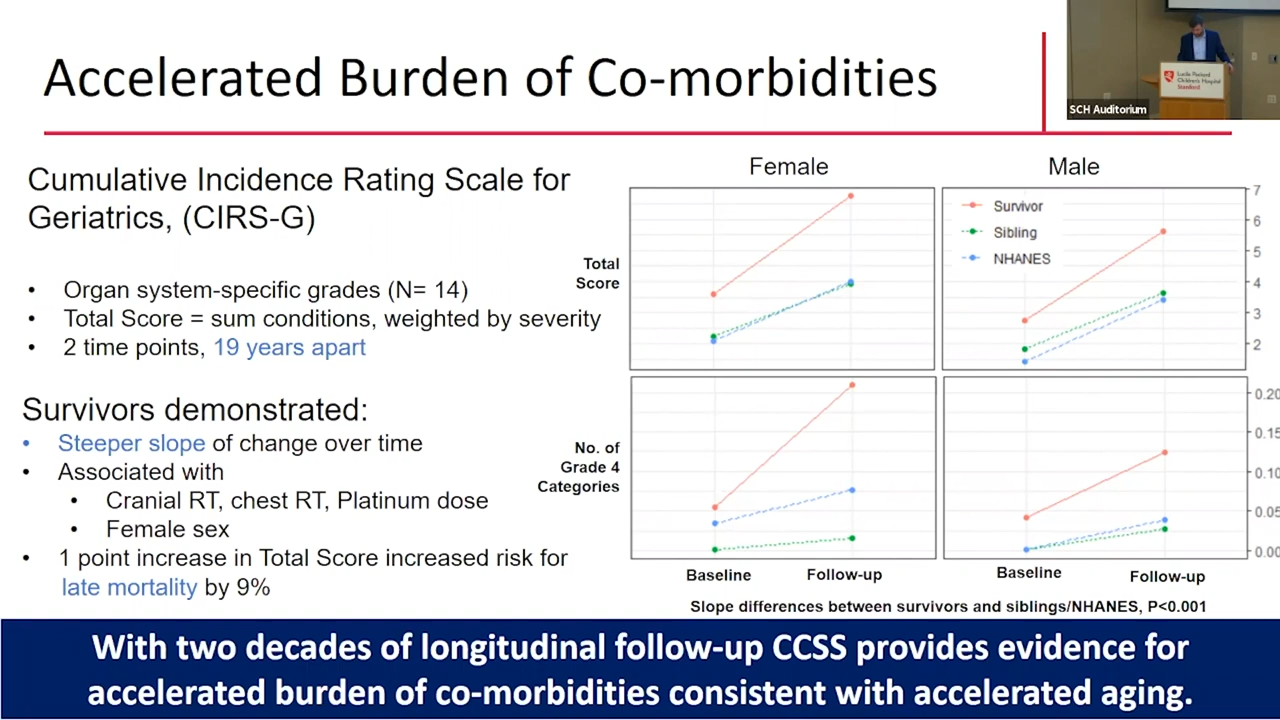 Accelerated Burden of Co-morbidities
Lucile Packard
Children's Hospital
Stanford
SCH Auditorium
Cumulative Incidence Rating Scale for
Geriatrics, (CIRS-G)
• Organ system-specific grades (N= 14)
• Total Score = sum conditions, weighted by severity
• 2 time points, 19 years apart
Survivors demonstrated:
• Steeper slope of change over time
• Associated with
• Cranial RT, chest RT, Platinum dose
• Female sex
• 1 point increase in Total Score increased risk for
late mortality by 9%
Female
Male
Total
Score
Survivor
Sibling
NHANES
7
6
5
4
3
2
No. of
Grade 4
Categories
0.20
0.15
0.10
0.05
0.00
Baseline
Follow-up
Baseline
Follow-up
Slope differences between survivors and siblings/NHANES, P<0.001
With two decades of longitudinal follow-up CCSS provides evidence for
accelerated burden of co-morbidities consistent with accelerated aging.